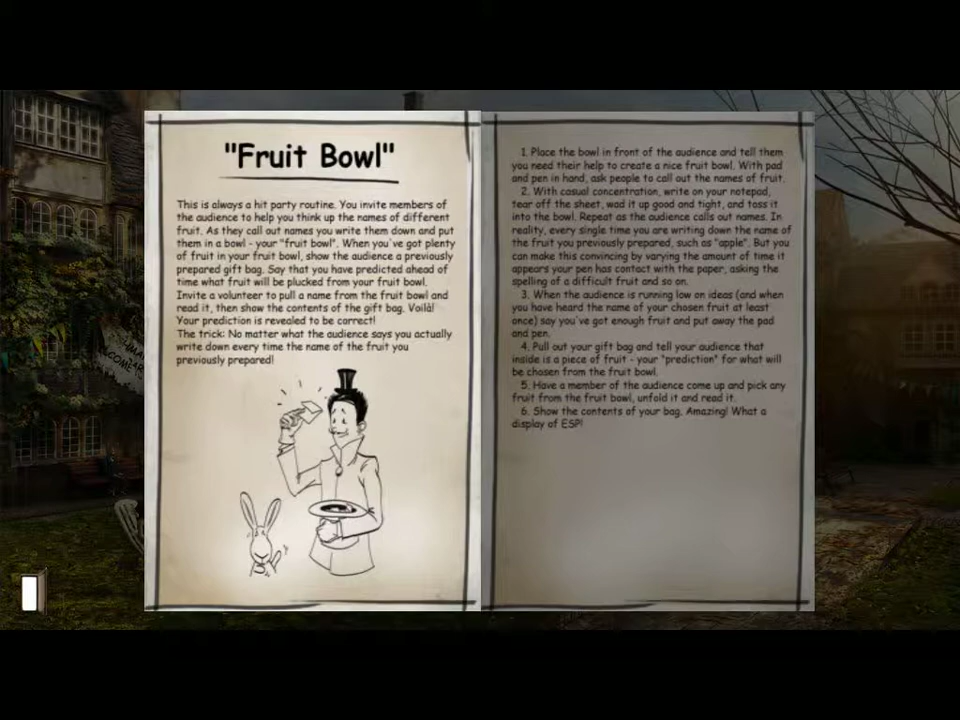 "Fruit Bowl"
This is always a hit party routine. You invite members of
the audience to help you think up the names of different
fruit. As they call out names you write them down and put
them in a bowl - your "fruit bowl". When you've got plenty
of fruit in your fruit bowl, show the audience a previously
prepared gift bag. Say that you have predicted ahead of
time what fruit will be plucked from your fruit bowl.
Invite a volunteer to pull a name from the fruit bowl and
read it, then show the contents of the gift bag. Voilà!
Your prediction is revealed to be correct!
The trick: No matter what the audience says you actually
write down every time the name of the fruit you
previously prepared!
1. Place the bowl in front of the audience and tell them
you need their help to create a nice fruit bowl. With pad
and pen in hand, ask people to call out the names of fruit.
2. With casual concentration, write on your notepad,
tear off the sheet, wad it up good and tight, and toss it
into the bowl. Repeat as the audience calls out names. In
reality, every single time you are writing down the name of
the fruit you previously prepared, such as "apple". But you
can make this convincing by varying the amount of time it
appears your pen has contact with the paper, asking the
spelling of a difficult fruit and so on.
3. When the audience is running low on ideas (and when
you have heard the name of your chosen fruit at least
once) say you've got enough fruit and put away the pad
and pen.
4. Pull out your gift bag and tell your audience that
inside is a piece of fruit - your "prediction" for what will
be chosen from the fruit bowl.
5. Have a member of the audience come up and pick any
fruit from the fruit bowl, unfold it and read it.
6. Show the contents of your bag. Amazing! What a
display of ESP!